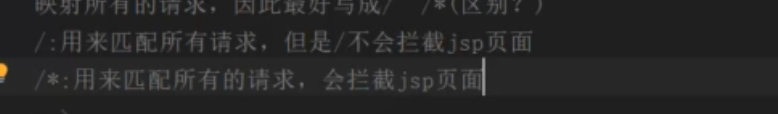 映射所有的请求，因此最好写成/ /*(区别？)
/:用来匹配所有请求，但是/不会拦截jsp页面
/*:用来匹配所有的请求，会拦截jsp页面